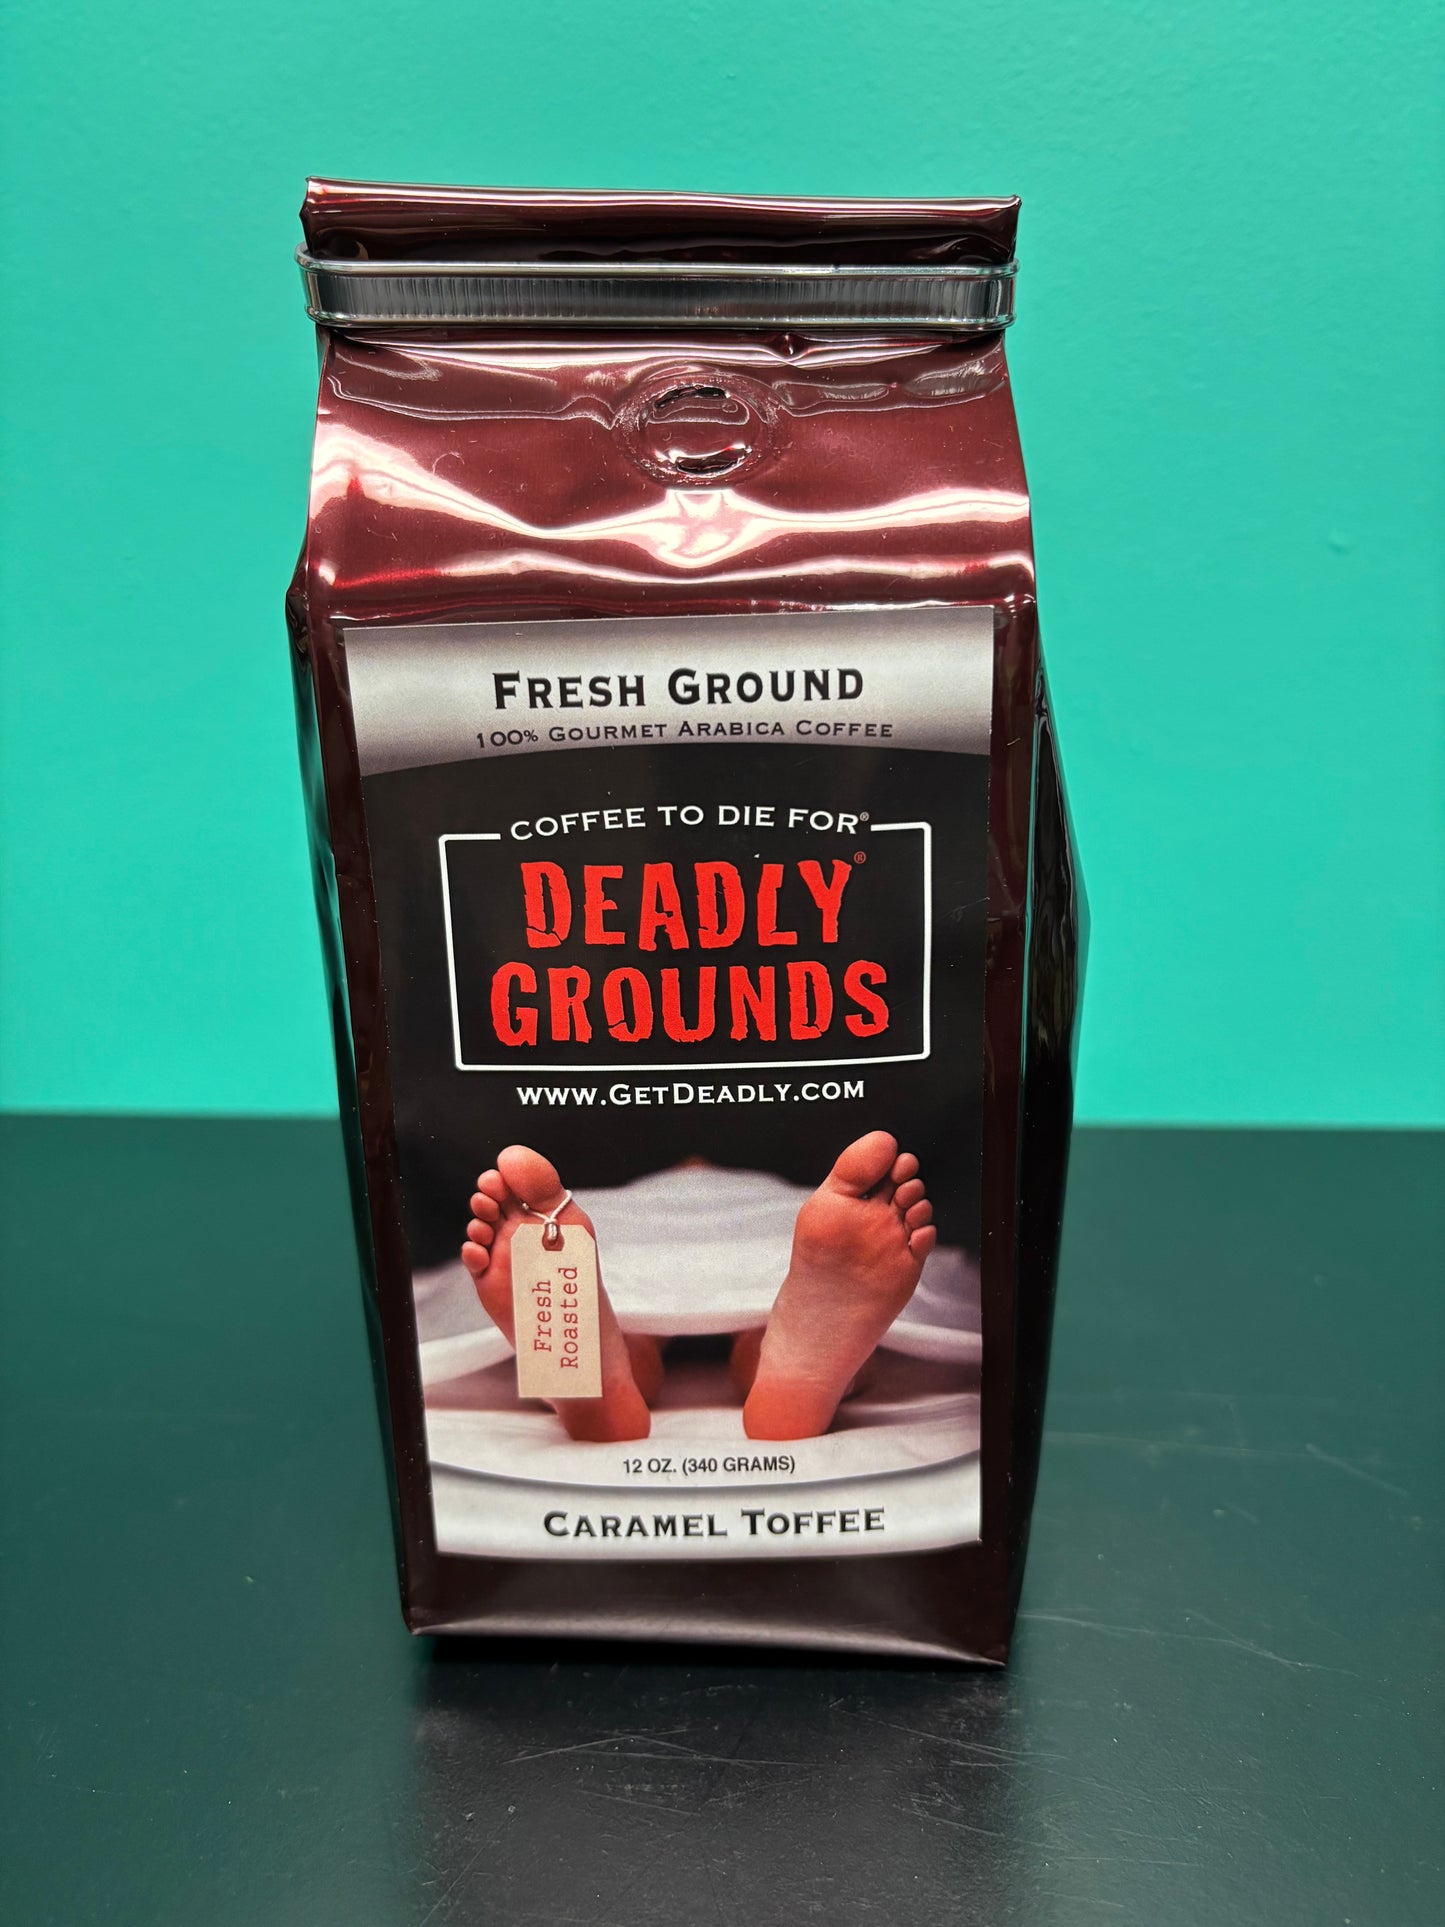 FRESH GROUND
100% GOURMET ARABICA COFFEE
COFFEE TO DIE FOR®
DEADLY®
GROUNDS
WWW.GETDEADLY.COM
Fresh
Roasted
12 OZ. (340 GRAMS)
CARAMEL TOFFEE